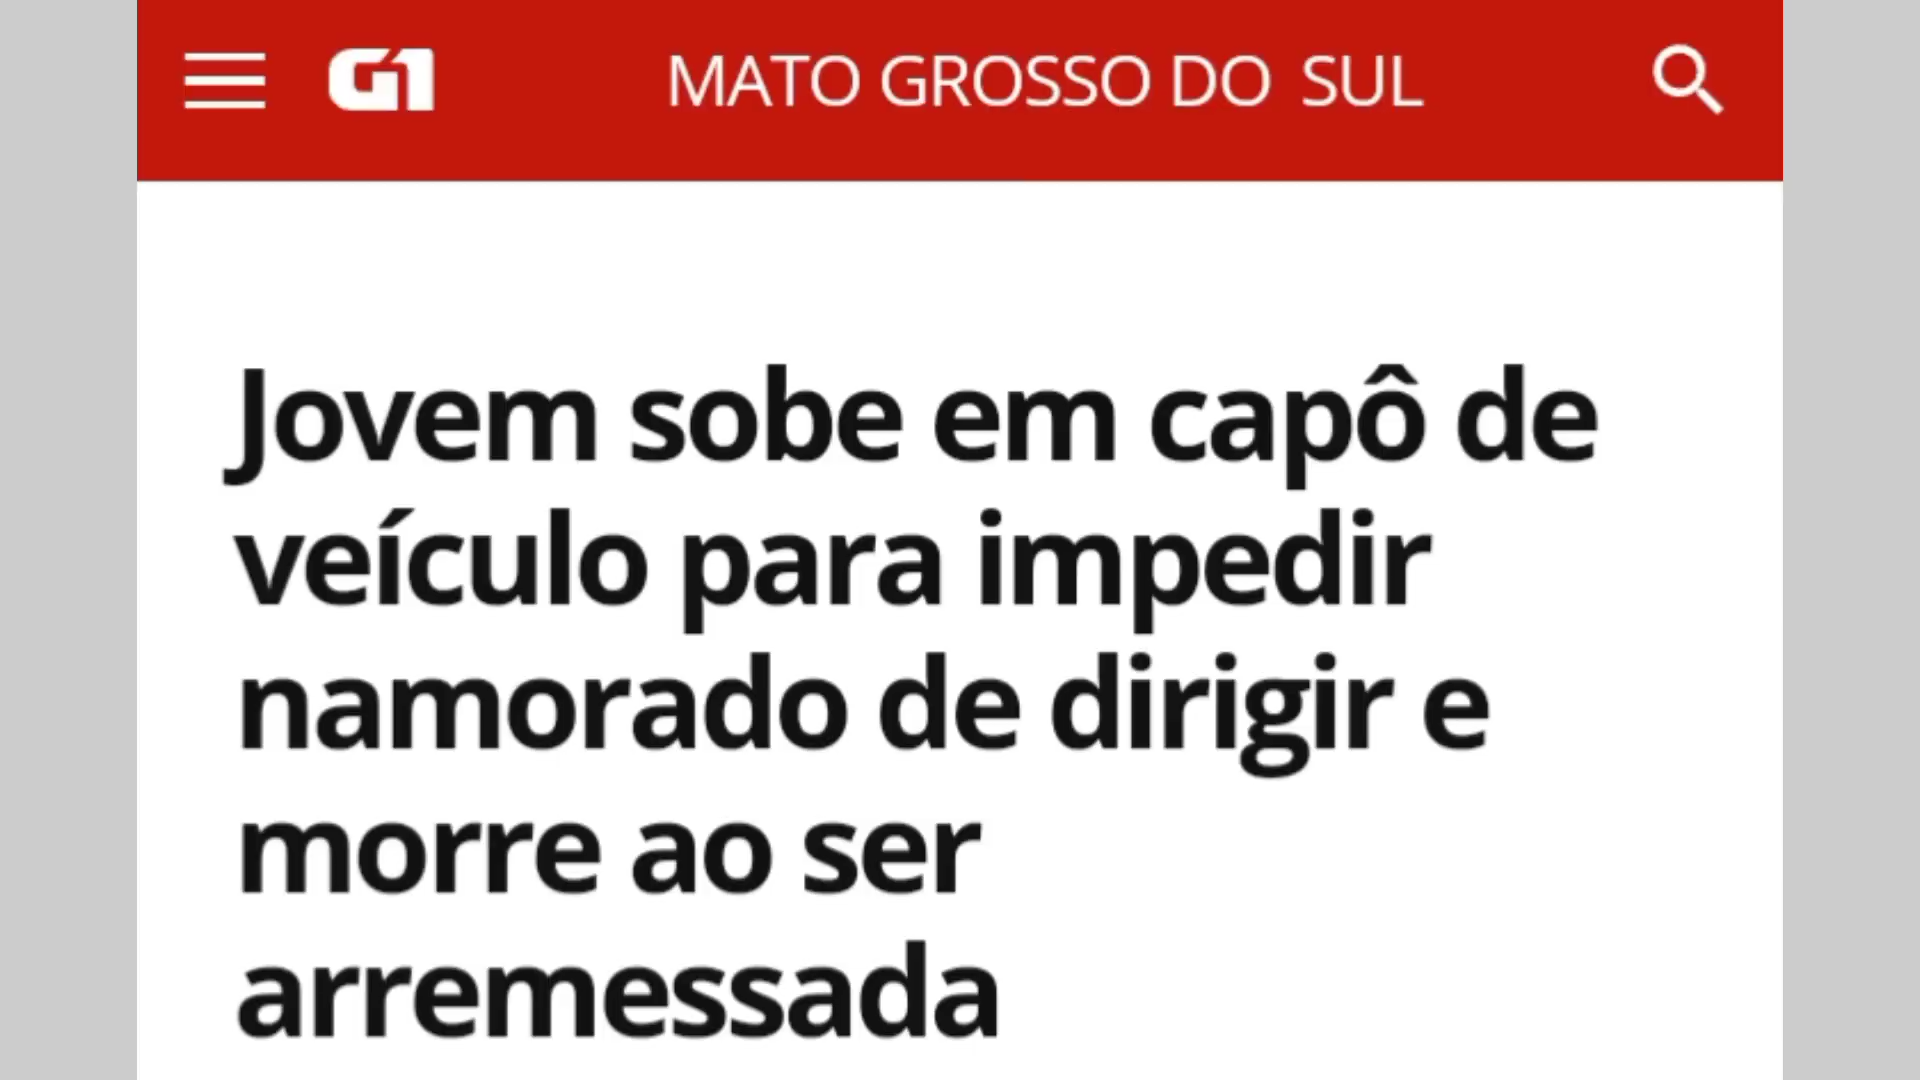 G1 MATO GROSSO DO SUL
Jovem sobe em capô de
veículo para impedir
namorado de dirigir e
morre ao ser
arremessada